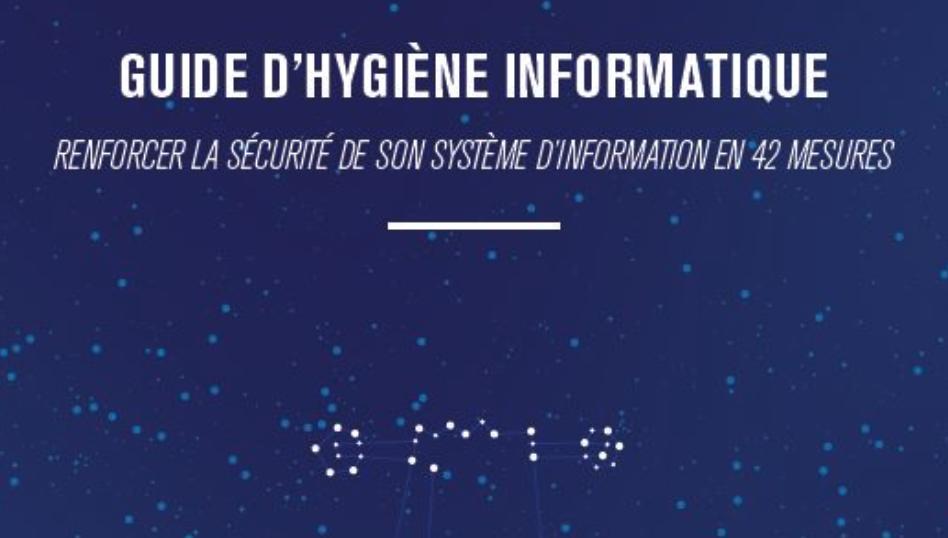 GUIDE D’HYGIÈNE INFORMATIQUE
RENFORCER LA SÉCURITÉ DE SON SYSTÈME D’INFORMATION EN 42 MESURES